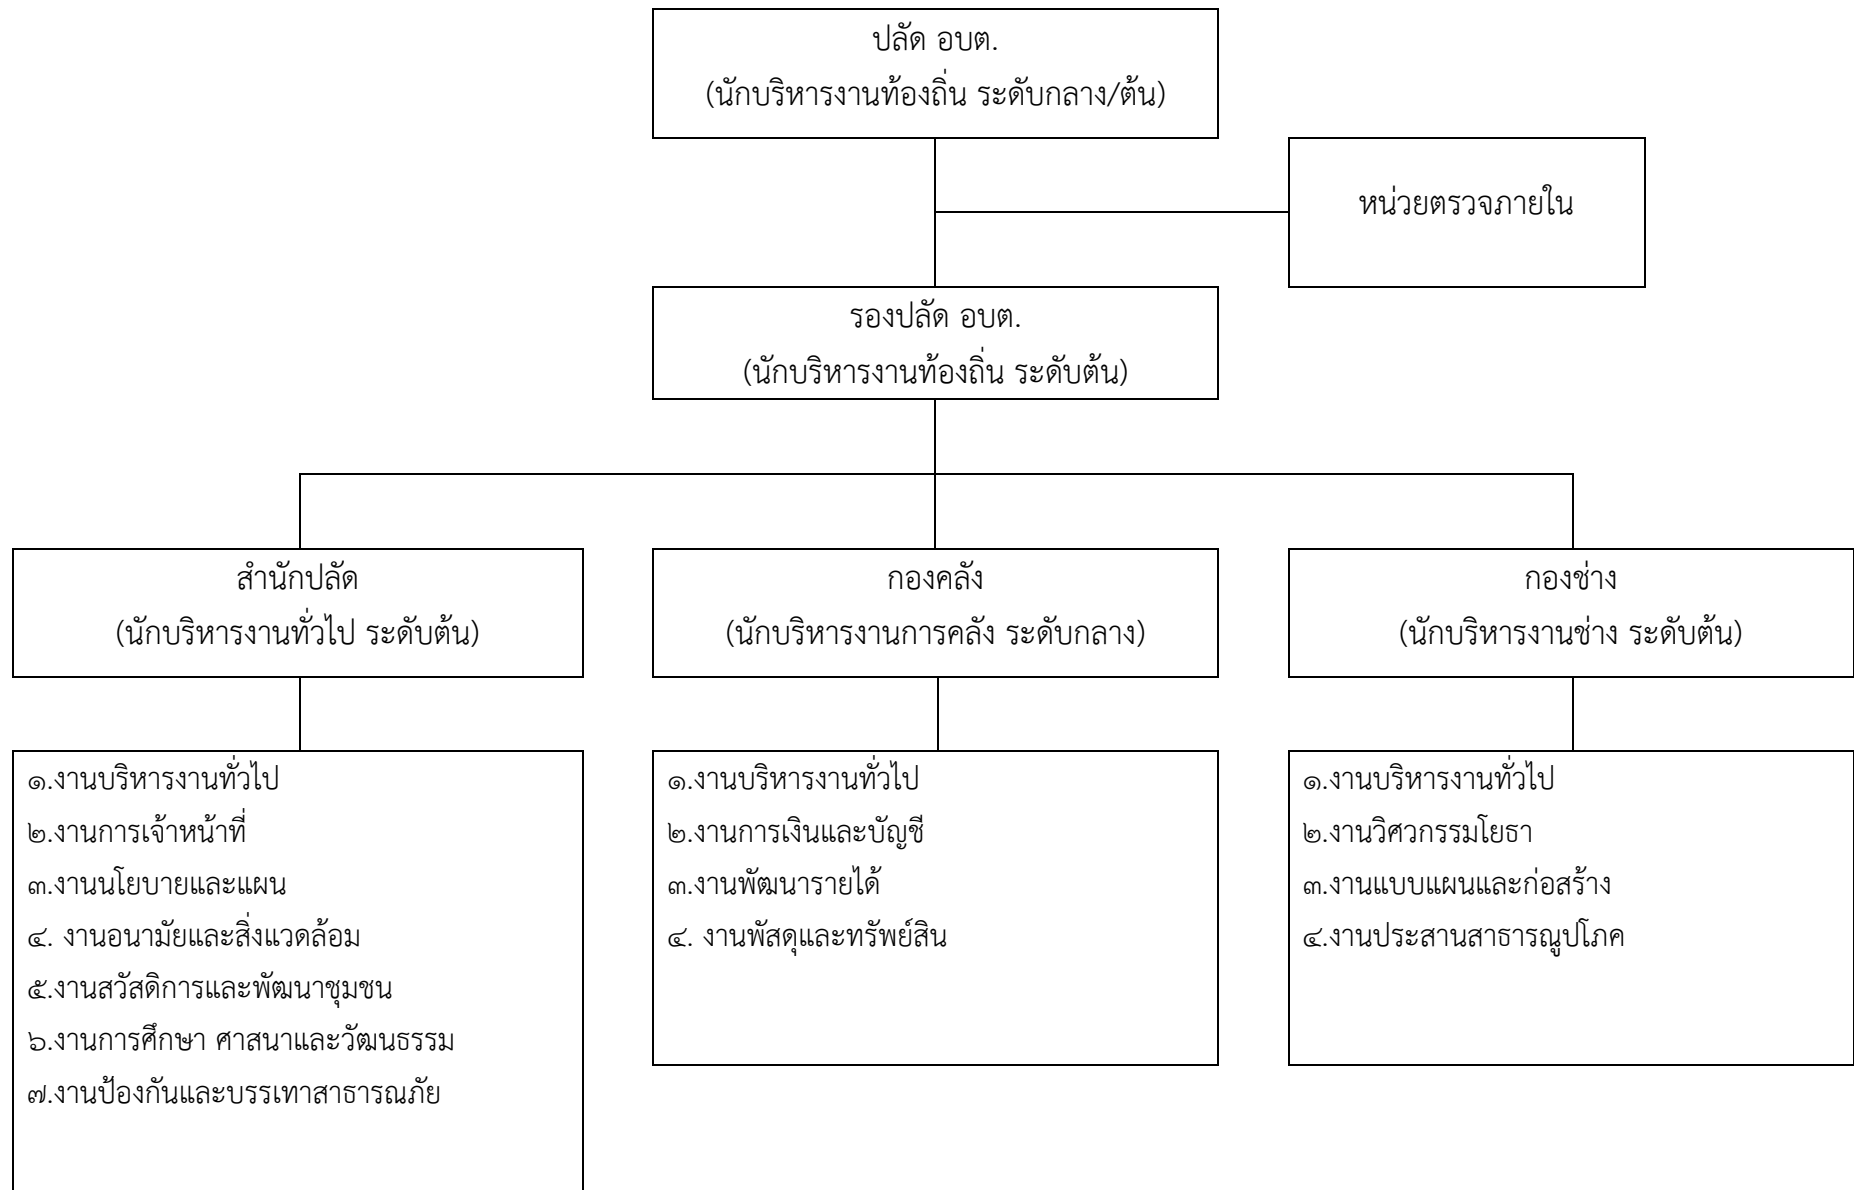 ปลัด อบต.
(นักบริหารงานท้องถิ่น ระดับกลาง/ต้น)
หน่วยตรวจภายใน
รองปลัด อบต.
(นักบริหารงานท้องถิ่น ระดับต้น)
สำนักปลัด
(นักบริหารงานทั่วไป ระดับต้น)
กองคลัง
(นักบริหารงานการคลัง ระดับกลาง)
กองช่าง
(นักบริหารงานช่าง ระดับต้น)
๑.งานบริหารงานทั่วไป
๒.งานการเจ้าหน้าที่
๓.งานนโยบายและแผน
๔. งานอนามัยและสิ่งแวดล้อม
๕.งานสวัสดิการและพัฒนาชุมชน
๖.งานการศึกษา ศาสนาและวัฒนธรรม
๗.งานป้องกันและบรรเทาสาธารณภัย
๑.งานบริหารงานทั่วไป
๒.งานการเงินและบัญชี
๓.งานพัฒนารายได้
๔. งานพัสดุและทรัพย์สิน
๑.งานบริหารงานทั่วไป
๒.งานวิศวกรรมโยธา
๓.งานแบบแผนและก่อสร้าง
๔.งานประสานสาธารณูปโภค